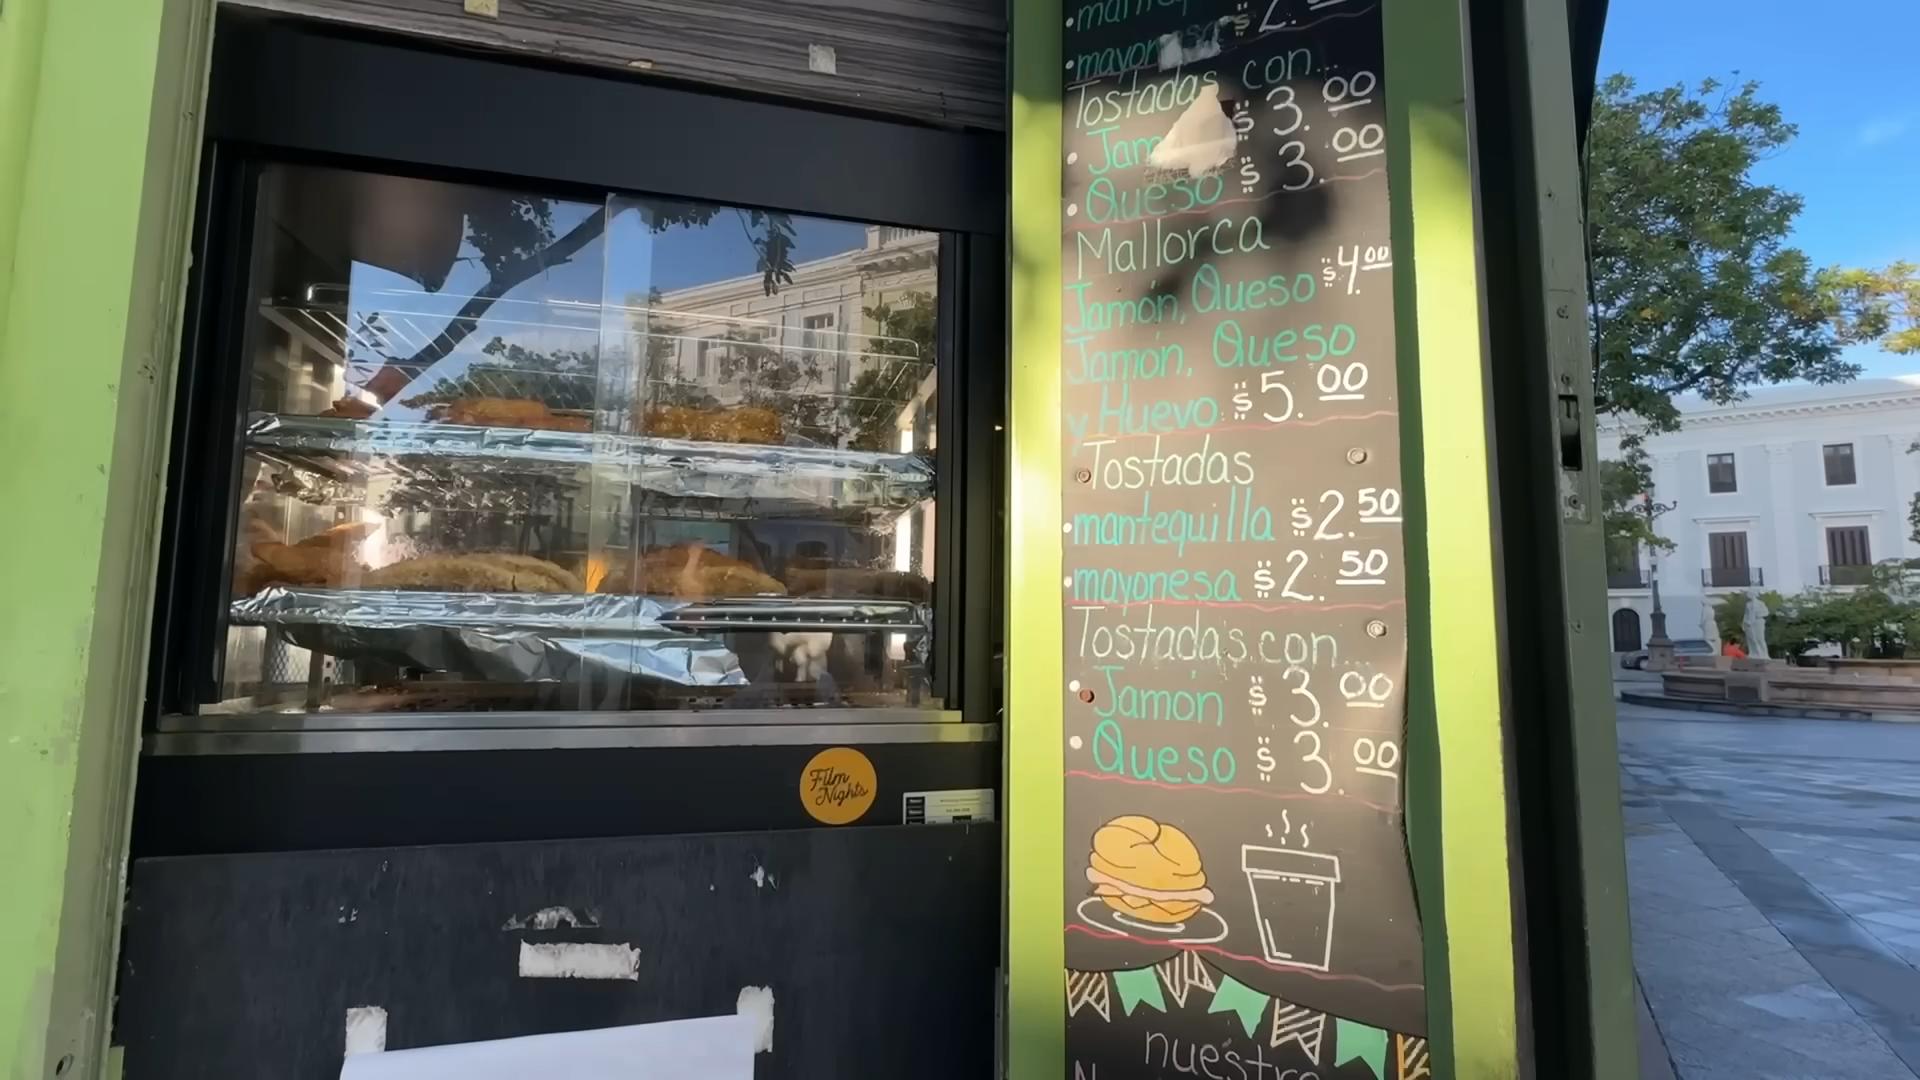 Tostadas con...
$3.00
Queso $3.00
Mallorca
Jamón, Queso $4.00
Jamón, Queso
y Huevo $5.00
Tostadas
• mantequilla $2.50
• mayonesa $2.50
Tostadas con...
• Jamón $3.00
• Queso $3.00
nuestro
Film
Nights